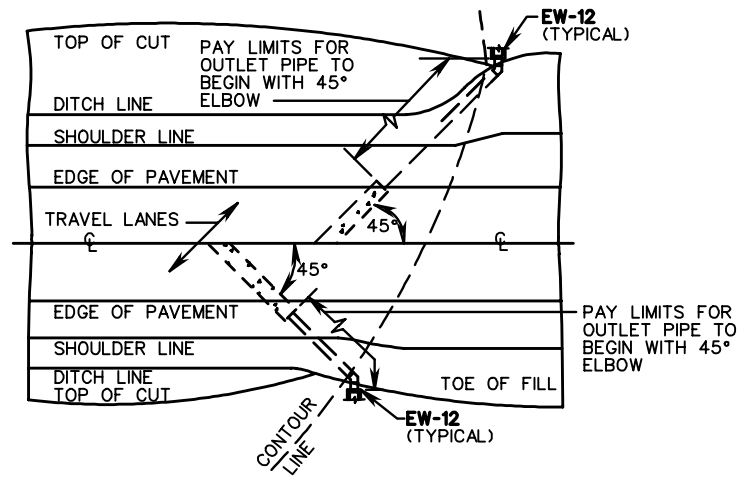 EW-12
(TYPICAL)
TOP OF CUT
PAY LIMITS FOR
OUTLET PIPE TO
BEGIN WITH 45°
ELBOW
DITCH LINE
SHOULDER LINE
EDGE OF PAVEMENT
TRAVEL LANES
45°
℄
℄
45°
EDGE OF PAVEMENT
PAY LIMITS FOR
OUTLET PIPE TO
BEGIN WITH 45°
ELBOW
SHOULDER LINE
DITCH LINE
TOP OF CUT
TOE OF FILL
EW-12
(TYPICAL)
CONTOUR
LINE